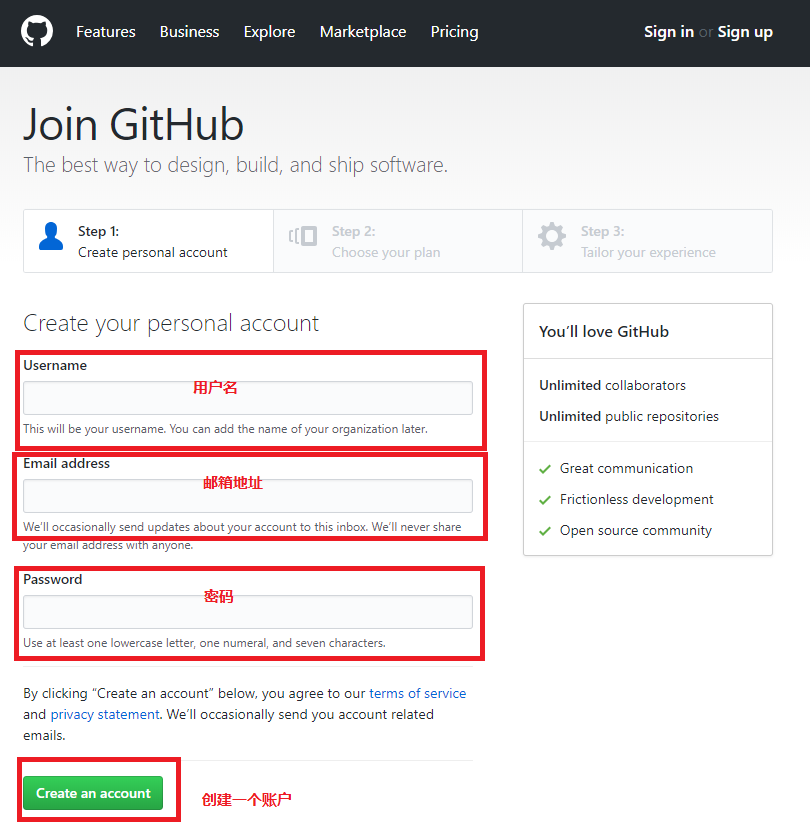 Features Business Explore Marketplace Pricing Sign in or Sign up
Join GitHub
The best way to design, build, and ship software.
Step 1:
Create personal account
Step 2:
Choose your plan
Step 3:
Tailor your experience
Create your personal account
Username
用户名
This will be your username. You can add the name of your organization later.
Email address
邮箱地址
We’ll occasionally send updates about your account to this inbox. We’ll never share
your email address with anyone.
Password
密码
Use at least one lowercase letter, one numeral, and seven characters.
By clicking “Create an account” below, you agree to our terms of service
and privacy statement. We’ll occasionally send you account related
emails.
Create an account
创建一个账户
You’ll love GitHub
Unlimited collaborators
Unlimited public repositories
Great communication
Frictionless development
Open source community